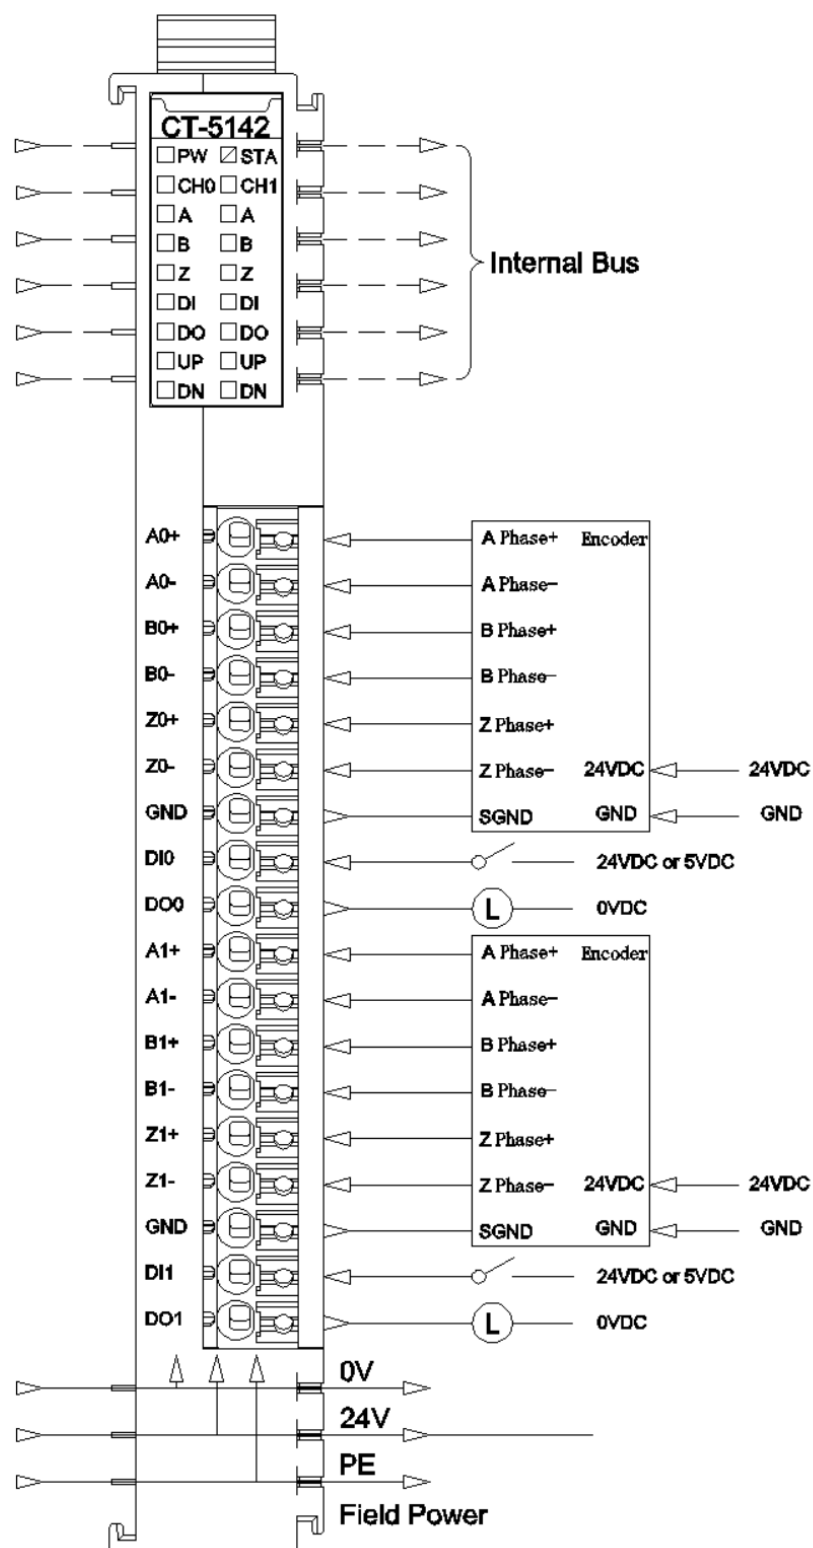 CT-5142
PW STA
CH0 CH1
A A
B B
Z Z
DI DI
DO DO
UP UP
DN DN
Internal Bus
A0+ A Phase+ Encoder
A0- A Phase-
B0+ B Phase+
B0- B Phase-
Z0+ Z Phase+
Z0- Z Phase- 24VDC 24VDC
GND SGND GND GND
DI0 24VDC or 5VDC
DO0 L 0VDC
A1+ A Phase+ Encoder
A1- A Phase-
B1+ B Phase+
B1- B Phase-
Z1+ Z Phase+
Z1- Z Phase- 24VDC 24VDC
GND SGND GND GND
DI1 24VDC or 5VDC
DO1 L 0VDC
0V
24V
PE
Field Power